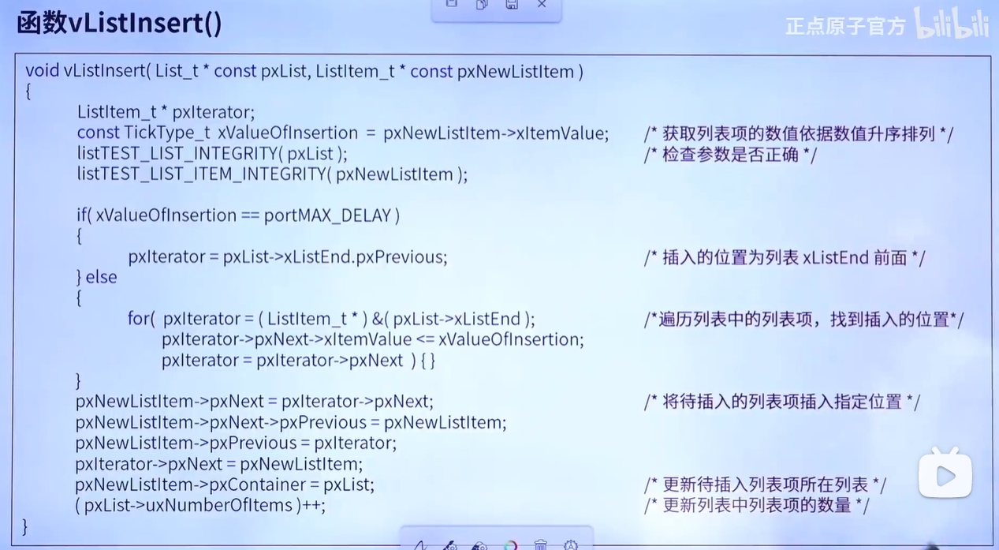 函数vListInsert()
正点原子官方 bilibili
void vListInsert( List_t * const pxList, ListItem_t * const pxNewListItem )
{
ListItem_t * pxIterator;
const TickType_t xValueOfInsertion = pxNewListItem->xItemValue; /* 获取列表项的数值依据数值升序排列 */
listTEST_LIST_INTEGRITY( pxList ); /* 检查参数是否正确 */
listTEST_LIST_ITEM_INTEGRITY( pxNewListItem );
if( xValueOfInsertion == portMAX_DELAY )
{
pxIterator = pxList->xListEnd.pxPrevious; /* 插入的位置为列表 xListEnd 前面 */
} else
{
for( pxIterator = ( ListItem_t * ) &( pxList->xListEnd ); /*遍历列表中的列表项，找到插入的位置*/
pxIterator->pxNext->xItemValue <= xValueOfInsertion;
pxIterator = pxIterator->pxNext ) { }
}
pxNewListItem->pxNext = pxIterator->pxNext; /* 将待插入的列表项插入指定位置 */
pxNewListItem->pxNext->pxPrevious = pxNewListItem;
pxNewListItem->pxPrevious = pxIterator;
pxIterator->pxNext = pxNewListItem;
pxNewListItem->pxContainer = pxList; /* 更新待插入列表项所在列表 */
( pxList->uxNumberOfItems )++; /* 更新列表中列表项的数量 */
}